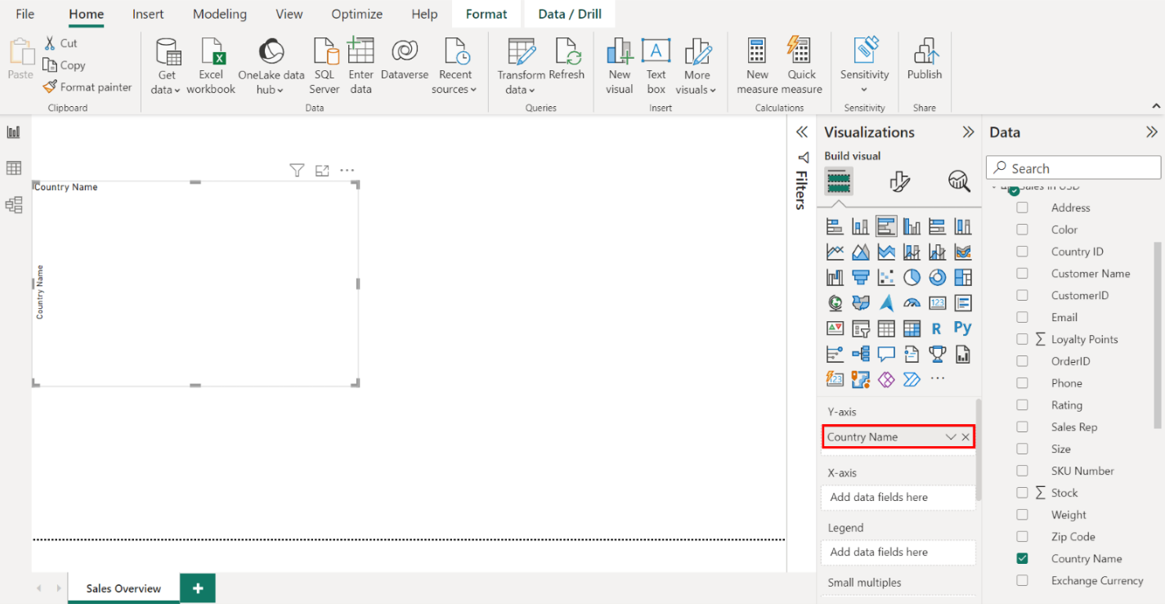 File Home Insert Modeling View Optimize Help Format Data / Drill
Paste
Cut
Copy
Format painter
Clipboard
Get data
Excel workbook
OneLake data hub
SQL Server
Enter data
Dataverse
Recent sources
Data
Transform data
Refresh
Queries
New visual
Text box
More visuals
Insert
New measure
Quick measure
Calculations
Sensitivity
Sensitivity
Publish
Share
Country Name
Country Name
Filters
Visualizations
Build visual
R
Py
123
Y-axis
Country Name
X-axis
Add data fields here
Legend
Add data fields here
Small multiples
Data
Search
Sales in USD
Address
Color
Country ID
Customer Name
CustomerID
Email
Loyalty Points
OrderID
Phone
Rating
Sales Rep
Size
SKU Number
Stock
Weight
Zip Code
Country Name
Exchange Currency
Sales Overview